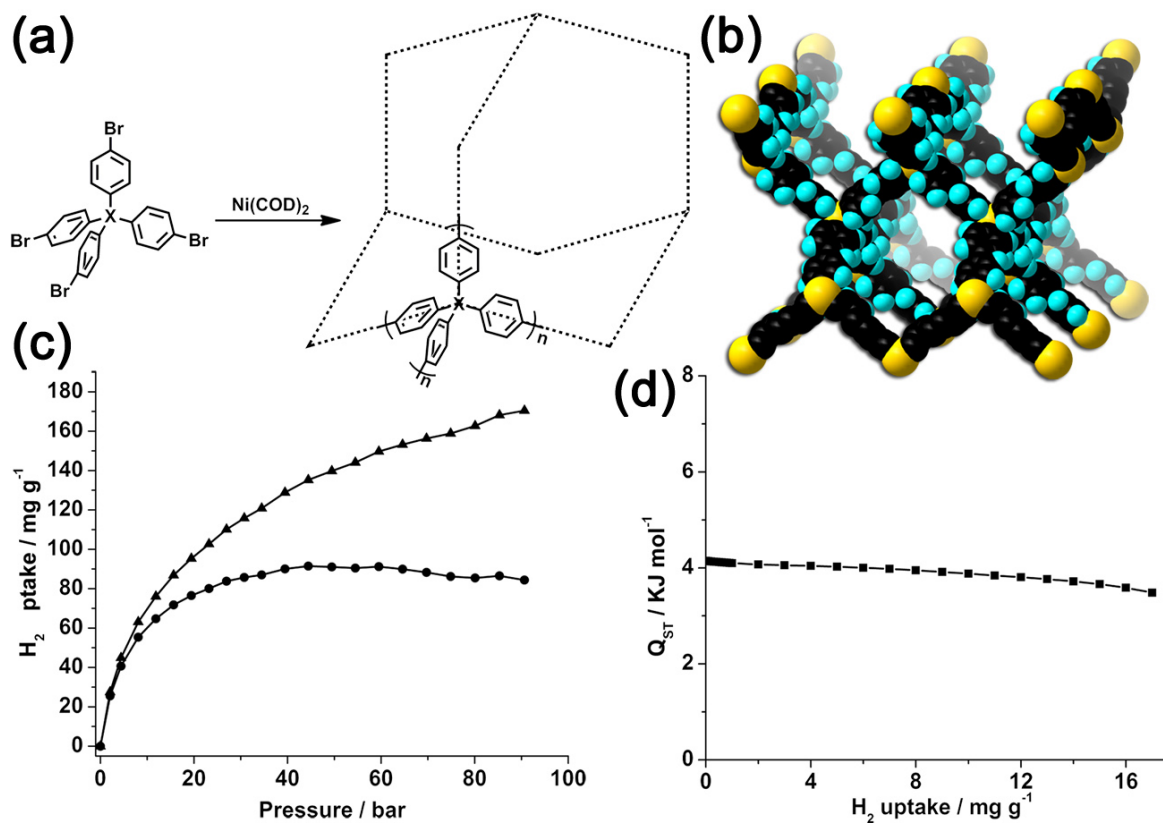 (a)
Br
Br
X
Br
Br
Ni(COD)2
X
n
n
(b)
(c)
H2 ptake / mg g-1
180
160
140
120
100
80
60
40
20
0
0 20 40 60 80 100
Pressure / bar
(d)
QST / KJ mol-1
8
6
4
2
0
0 4 8 12 16
H2 uptake / mg g-1